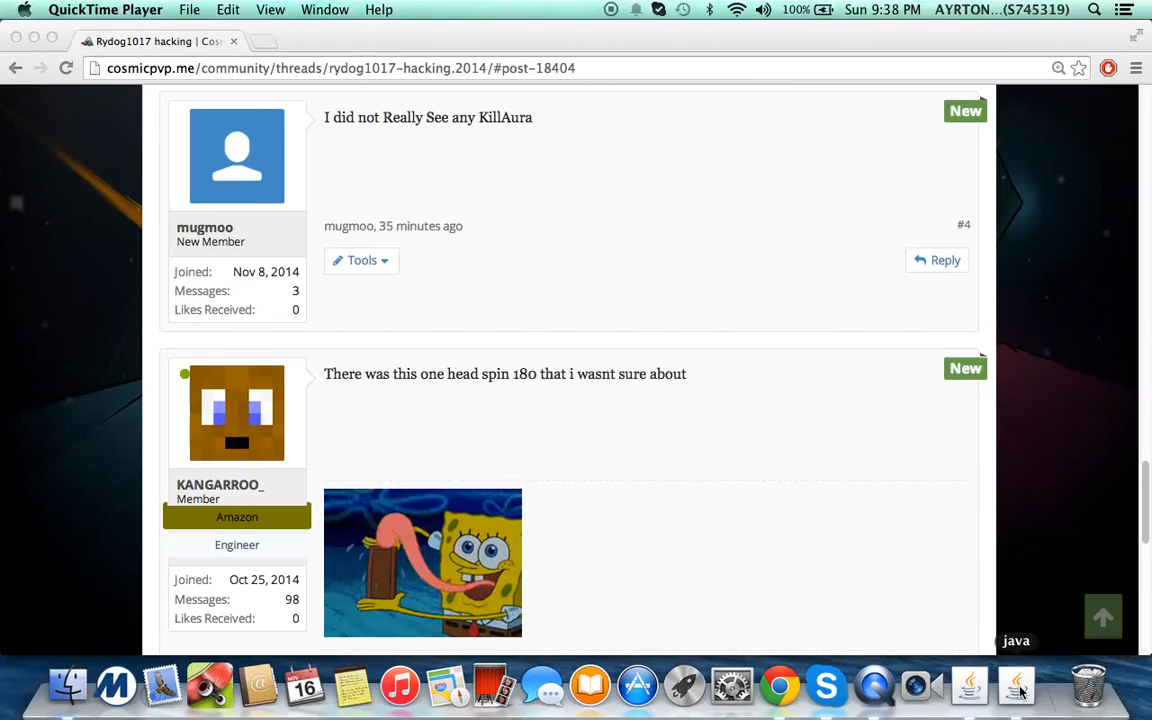 QuickTime Player File Edit View Window Help 100% Sun 9:38 PM AYRTON...(S745319)
Rydog1017 hacking | Cos
cosmicpvp.me/community/threads/rydog1017-hacking.2014/#post-18404
I did not Really See any KillAura
New
mugmoo
New Member
mugmoo, 35 minutes ago
#4
Tools
Reply
Joined: Nov 8, 2014
Messages: 3
Likes Received: 0
There was this one head spin 180 that i wasnt sure about
New
KANGARROO_
Member
Amazon
Engineer
Joined: Oct 25, 2014
Messages: 98
Likes Received: 0
java
16